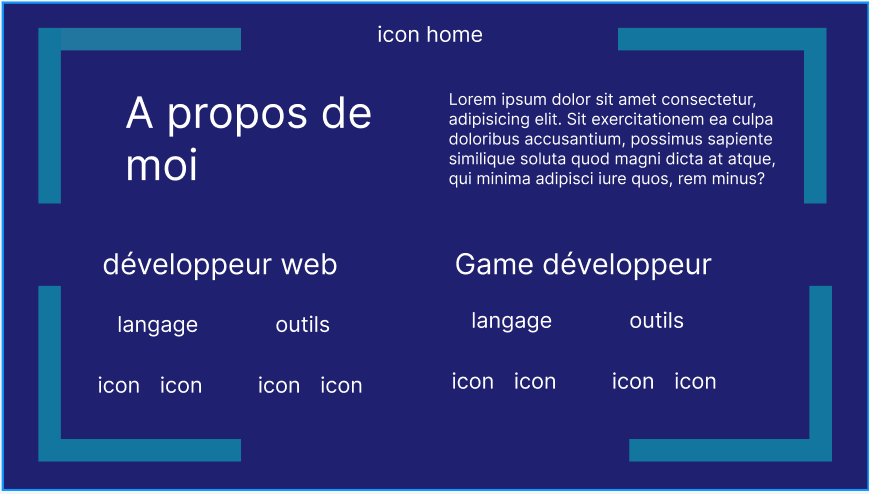 icon home
A propos de
moi
Lorem ipsum dolor sit amet consectetur,
adipisicing elit. Sit exercitationem ea culpa
doloribus accusantium, possimus sapiente
similique soluta quod magni dicta at atque,
qui minima adipisci iure quos, rem minus?
développeur web
langage outils
icon icon icon icon
Game développeur
langage outils
icon icon icon icon